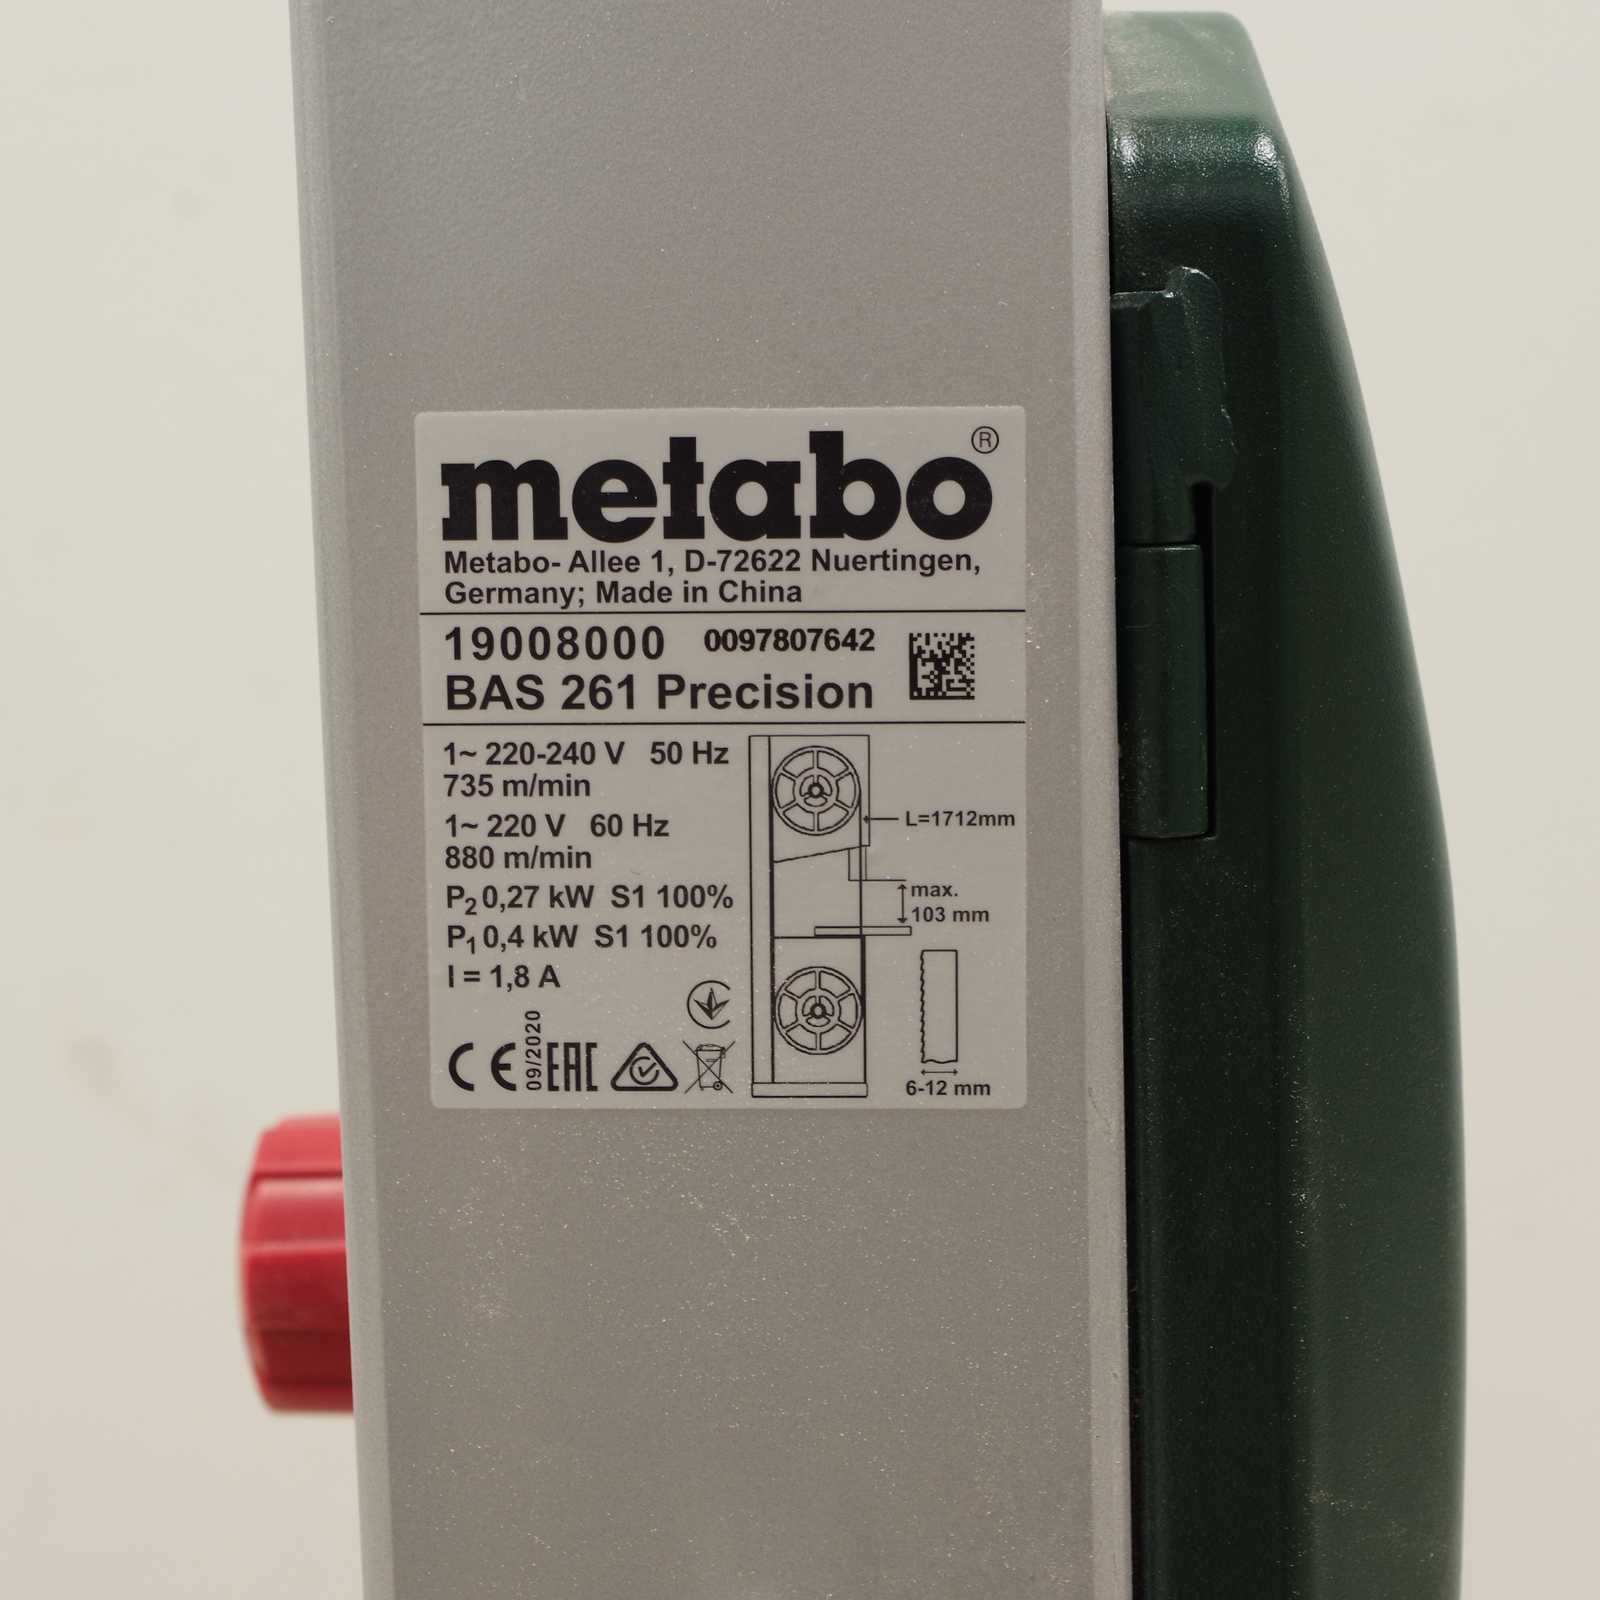 metabo®
Metabo- Allee 1, D-72622 Nuertingen,
Germany; Made in China
19008000 0097807642
BAS 261 Precision
1~ 220-240 V 50 Hz
735 m/min
1~ 220 V 60 Hz
880 m/min
P2 0,27 kW S1 100%
P1 0,4 kW S1 100%
I = 1,8 A
L=1712mm
max.
103 mm
6-12 mm
CE 09/2020 EAC